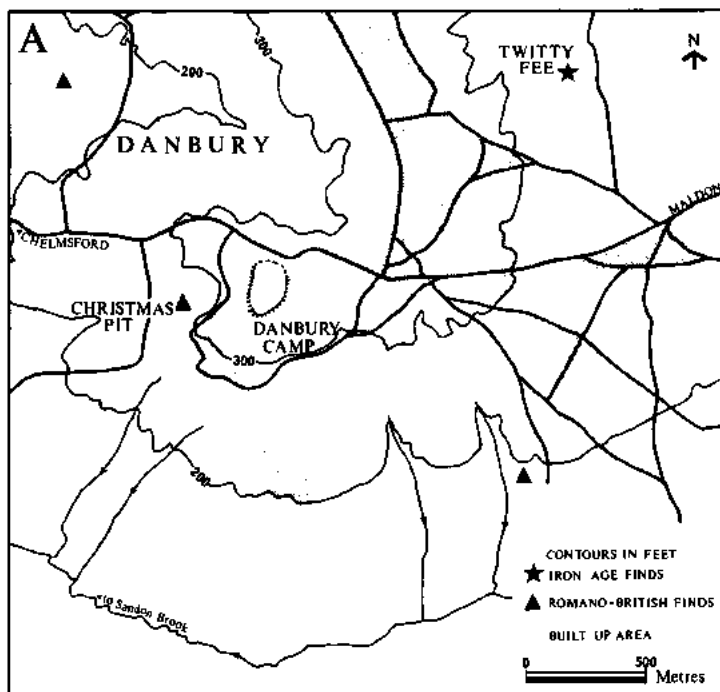 A
TWITTY
FEE
N
200
300
DANBURY
MALDON
CHELMSFORD
CHRISTMAS
PIT
DANBURY
CAMP
300
200
to Sandon Brook
CONTOURS IN FEET
IRON AGE FINDS
ROMANO-BRITISH FINDS
BUILT UP AREA
0
500
Metres